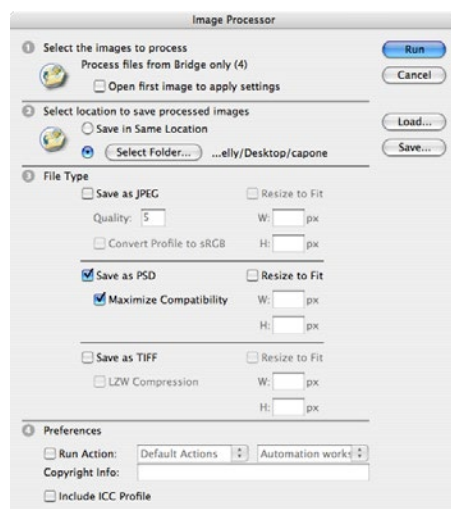 Image Processor
1 Select the images to process
Process files from Bridge only (4)
Open first image to apply settings
Run
Cancel
2 Select location to save processed images
Save in Same Location
Select Folder... ...elly/Desktop/capone
Load...
Save...
3 File Type
Save as JPEG Resize to Fit
Quality: 5 W: px
Convert Profile to sRGB H: px
Save as PSD Resize to Fit
Maximize Compatibility W: px
H: px
Save as TIFF Resize to Fit
LZW Compression W: px
H: px
4 Preferences
Run Action: Default Actions Automation works
Copyright Info:
Include ICC Profile